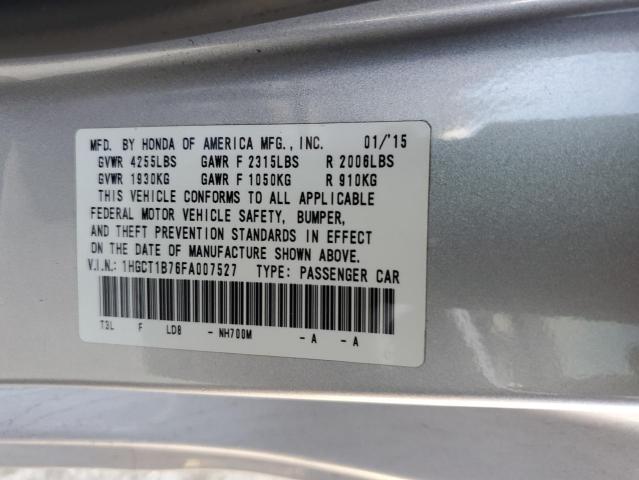 MFD. BY HONDA OF AMERICA MFG., INC. 01/'15
GVWR 4255LBS GAWR F 2315LBS R 2006LBS
GVWR 1930KG GAWR F 1050KG R 910KG
THIS VEHICLE CONFORMS TO ALL APPLICABLE
FEDERAL MOTOR VEHICLE SAFETY, BUMPER,
AND THEFT PREVENTION STANDARDS IN EFFECT
ON THE DATE OF MANUFACTURE SHOWN ABOVE.
V.I.N.: 1HGCT1B76FA007527 TYPE: PASSENGER CAR
T3L F LD8 - NH700M - A - A